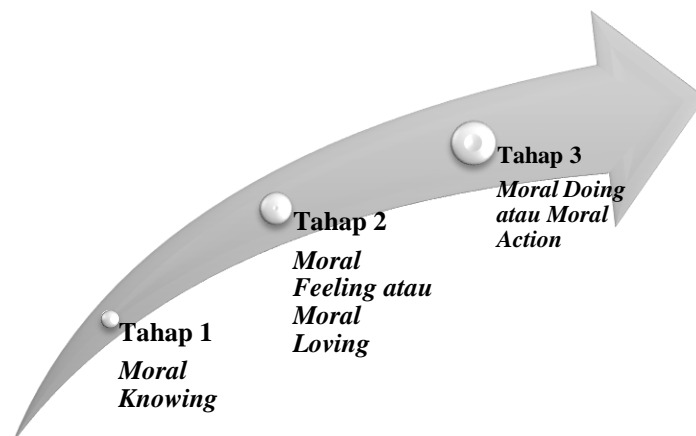 Tahap 3
Moral Doing
atau Moral
Action
Tahap 2
Moral
Feeling atau
Moral
Loving
Tahap 1
Moral
Knowing